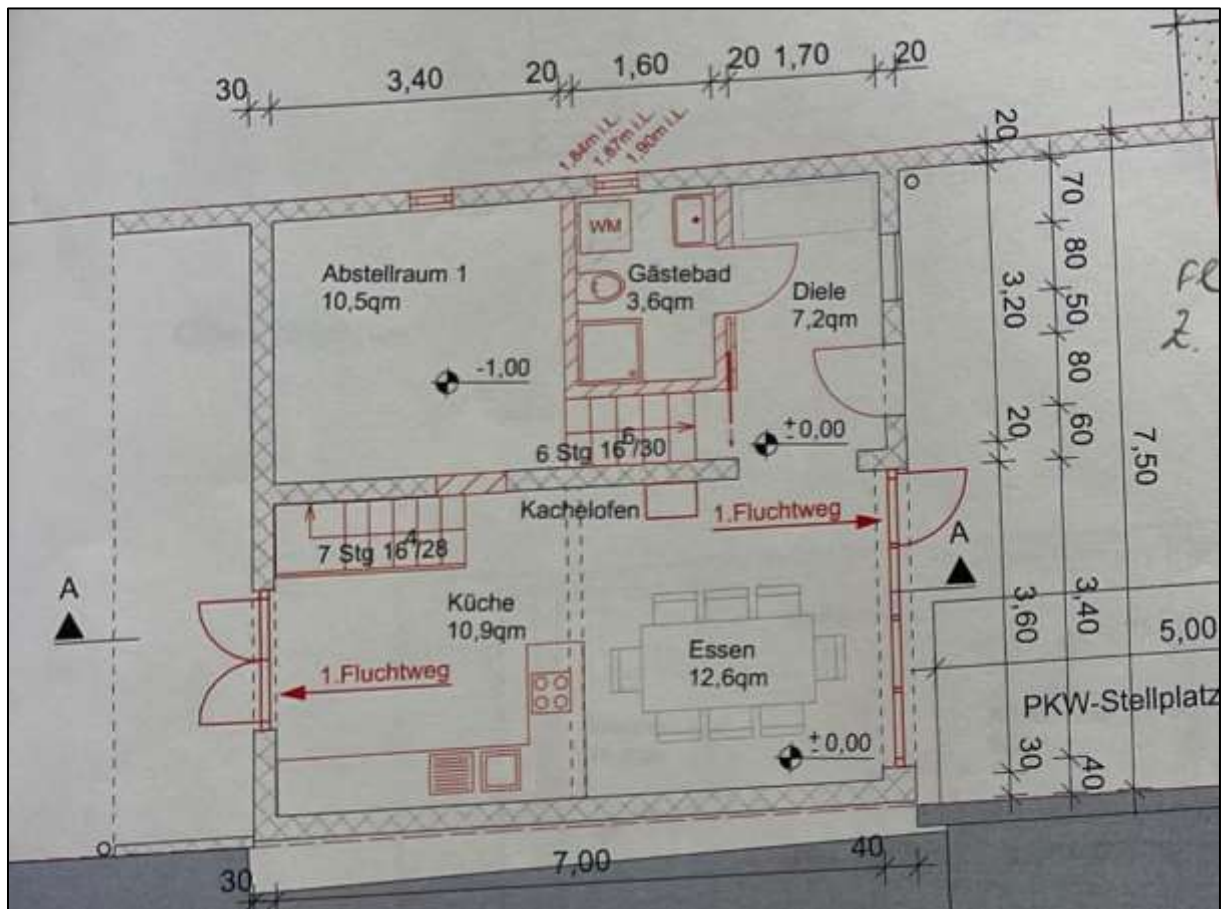 30
3,40
20
1,60
20
1,70
20
1,84m i.L.
1,87m i.L.
1,90m i.L.
20
70
80
50
80
60
3,20
20
7,50
WM
Abstellraum 1
10,5qm
Gästebad
3,6qm
Diele
7,2qm
-1,00
±0,00
6 Stg 16 /30
6
Kachelofen
1.Fluchtweg
7 Stg 16 /28
4
A
A
Küche
10,9qm
1.Fluchtweg
Essen
12,6qm
±0,00
3,60
3,40
5,00
PKW-Stellplatz
30
40
7,00
40
30